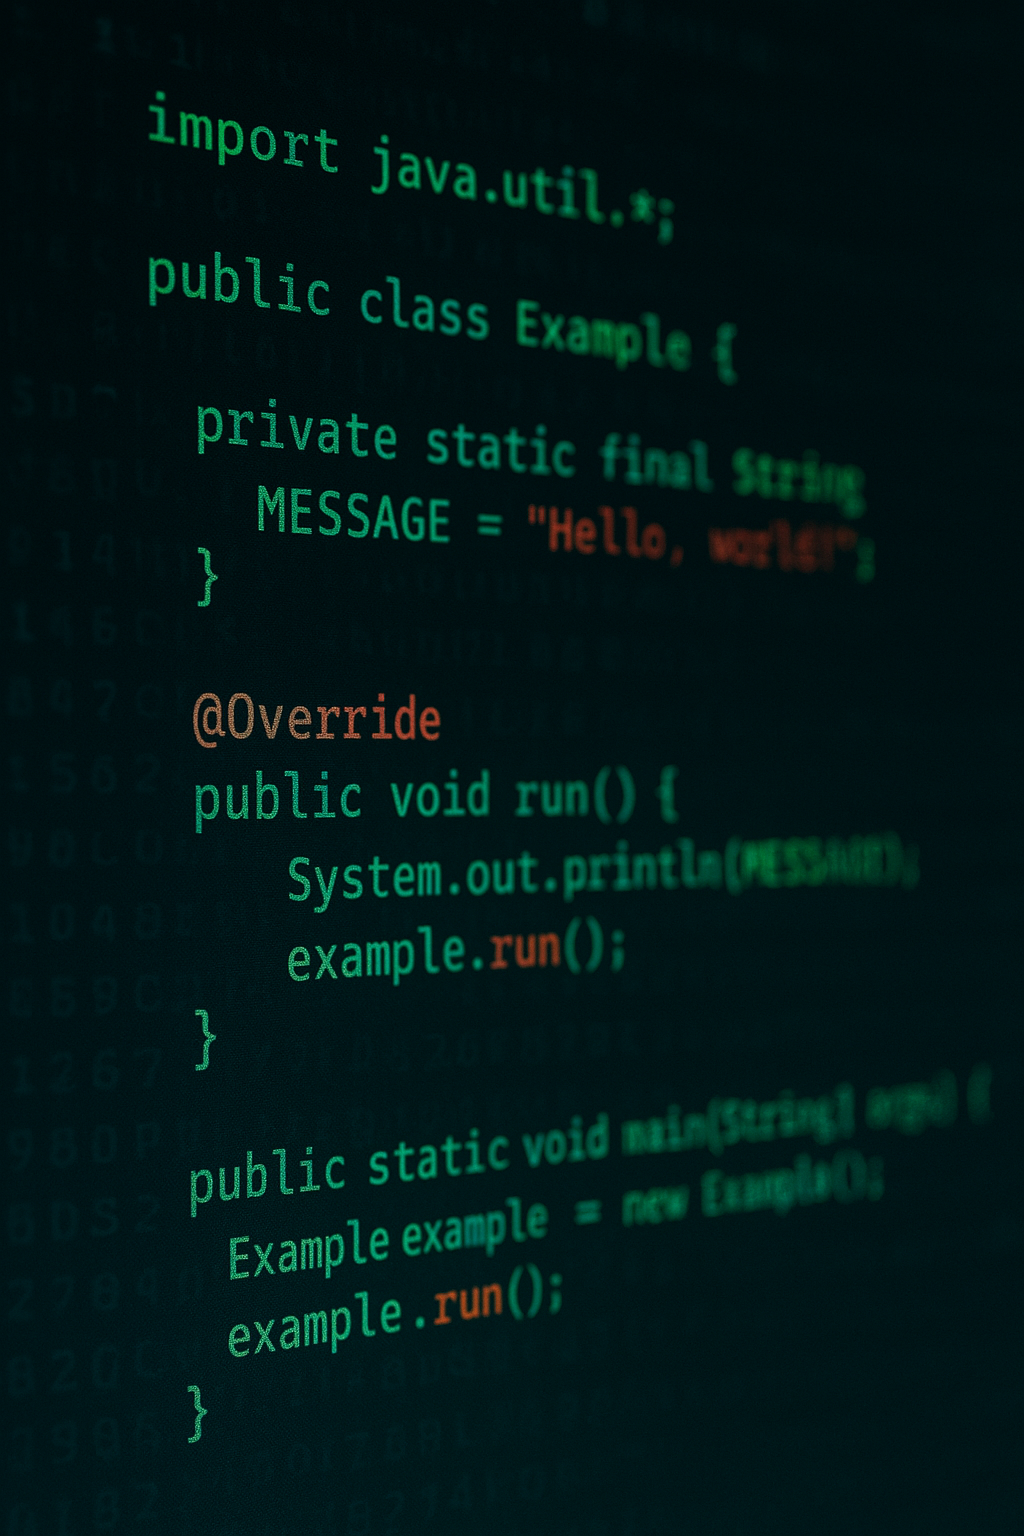 import java.util.*;
public class Example {
private static final String
MESSAGE = "Hello, world!";
}
@Override
public void run() {
System.out.println(MESSAGE);
example.run();
}
public static void main(String] args) {
Example example = new Example();
example.run();
}